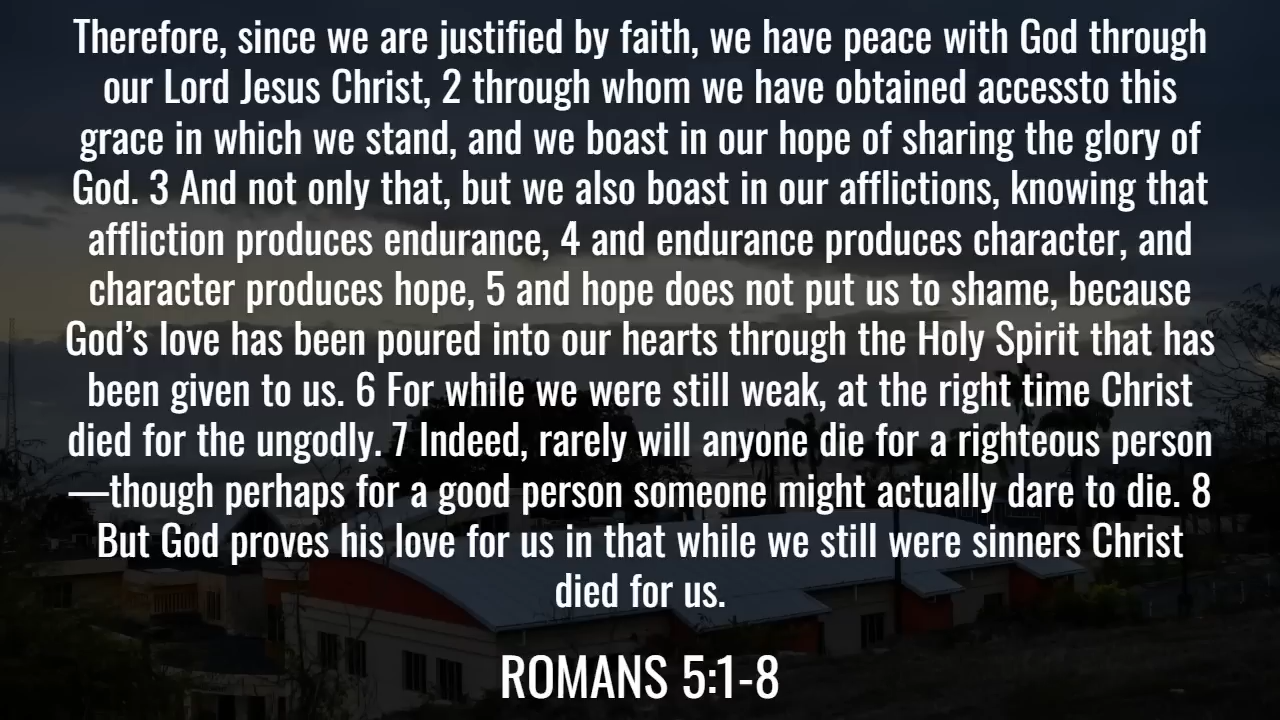 Therefore, since we are justified by faith, we have peace with God through
our Lord Jesus Christ, 2 through whom we have obtained accessto this
grace in which we stand, and we boast in our hope of sharing the glory of
God. 3 And not only that, but we also boast in our afflictions, knowing that
affliction produces endurance, 4 and endurance produces character, and
character produces hope, 5 and hope does not put us to shame, because
God’s love has been poured into our hearts through the Holy Spirit that has
been given to us. 6 For while we were still weak, at the right time Christ
died for the ungodly. 7 Indeed, rarely will anyone die for a righteous person
—though perhaps for a good person someone might actually dare to die. 8
But God proves his love for us in that while we still were sinners Christ
died for us.
ROMANS 5:1-8